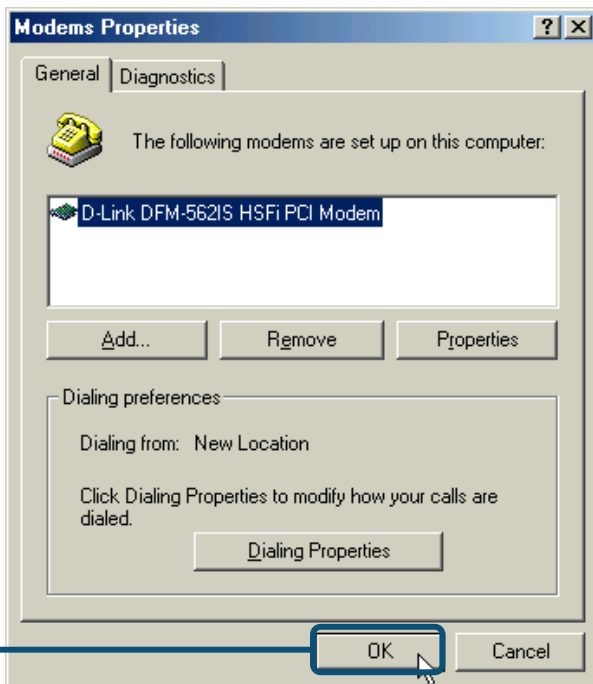 Modems Properties
General Diagnostics
The following modems are set up on this computer:
D-Link DFM-562IS HSFi PCI Modem
Add... Remove Properties
Dialing preferences
Dialing from: New Location
Click Dialing Properties to modify how your calls are
dialed.
Dialing Properties
OK Cancel